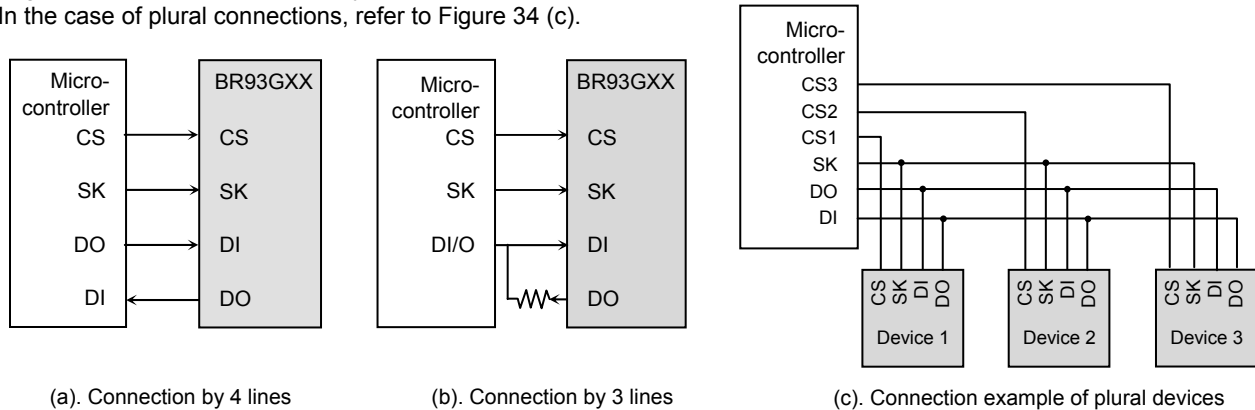 In the case of plural connections, refer to Figure 34 (c).
Micro-
controller
CS
SK
DO
DI
BR93GXX
CS
SK
DI
DO
(a). Connection by 4 lines
Micro-
controller
CS
SK
DI/O
BR93GXX
CS
SK
DI
DO
(b). Connection by 3 lines
Micro-
controller
CS3
CS2
CS1
SK
DO
DI
CS
SK
DI
DO
Device 1
CS
SK
DI
DO
Device 2
CS
SK
DI
DO
Device 3
(c). Connection example of plural devices